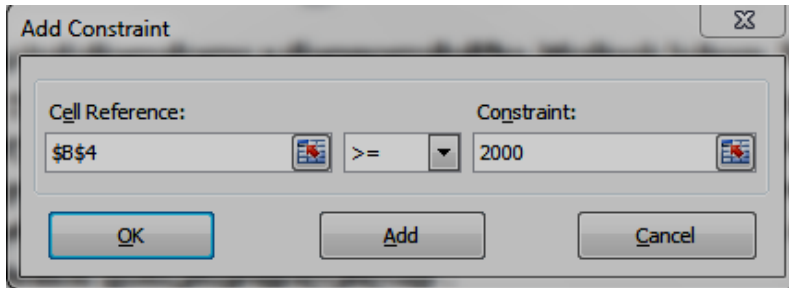 Add Constraint
Cell Reference: Constraint:
$B$4 >= 2000
OK Add Cancel